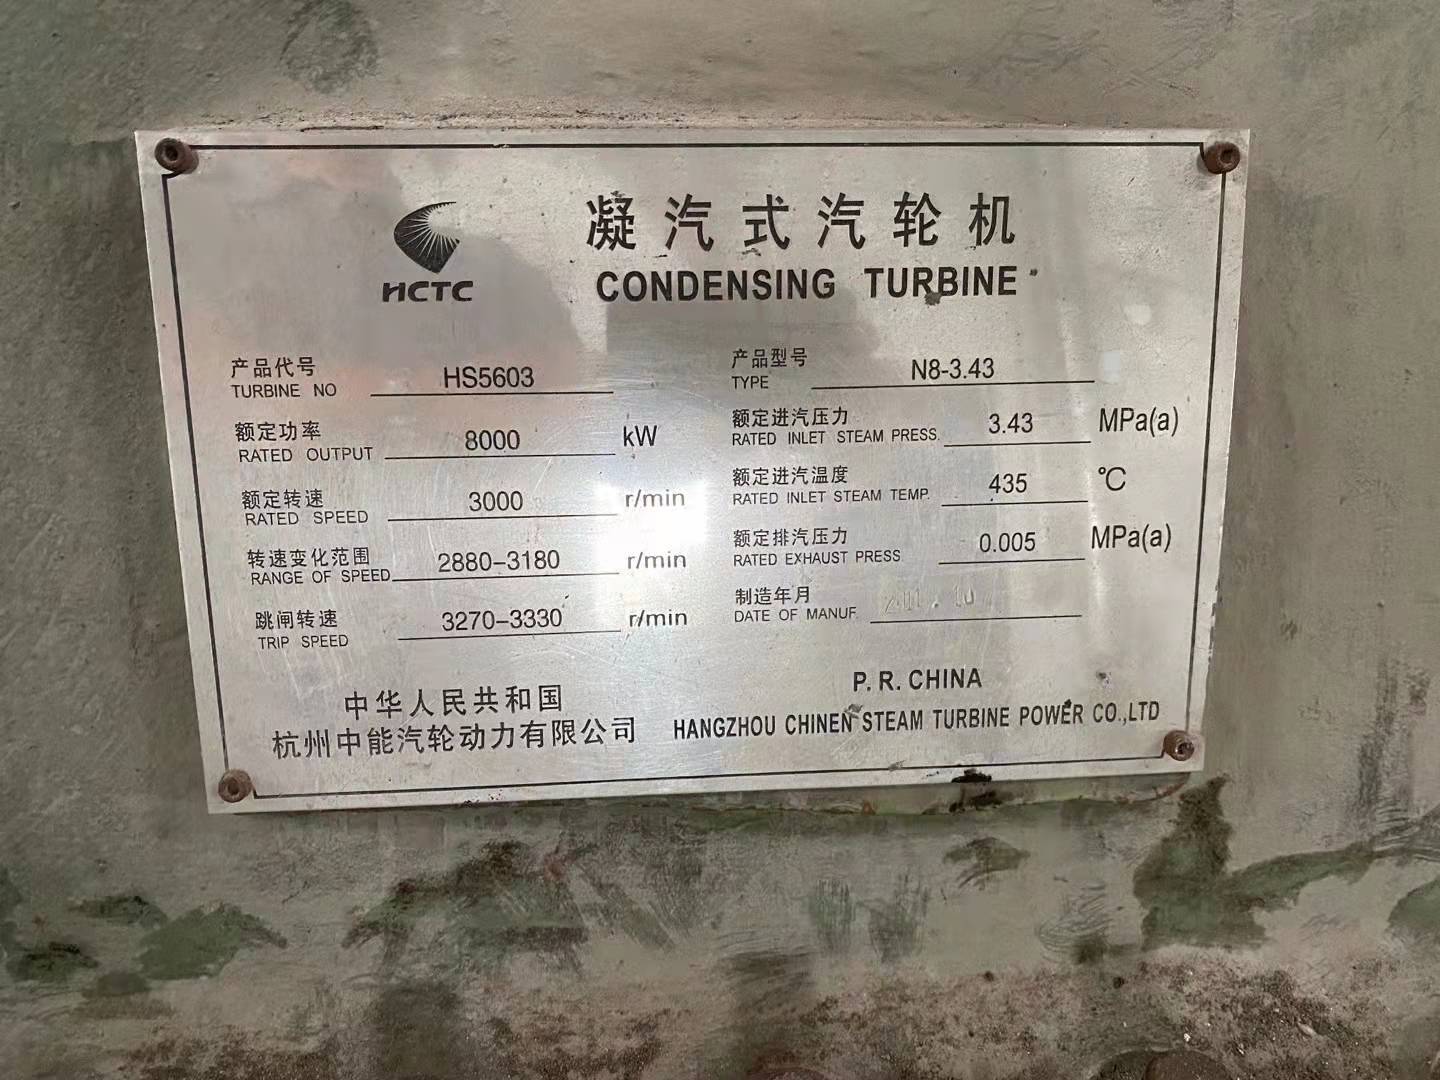 HCTC
凝汽式汽轮机
CONDENSING TURBINE
产品代号
TURBINE NO HS5603
额定功率
RATED OUTPUT 8000 kW
额定转速
RATED SPEED 3000 r/min
转速变化范围
RANGE OF SPEED 2880-3180 r/min
跳闸转速
TRIP SPEED 3270-3330 r/min
产品型号
TYPE N8-3.43
额定进汽压力
RATED INLET STEAM PRESS. 3.43 MPa(a)
额定进汽温度
RATED INLET STEAM TEMP. 435 ℃
额定排汽压力
RATED EXHAUST PRESS 0.005 MPa(a)
制造年月
DATE OF MANUF.
中华人民共和国
杭州中能汽轮动力有限公司
P.R.CHINA
HANGZHOU CHINEN STEAM TURBINE POWER CO.,LTD